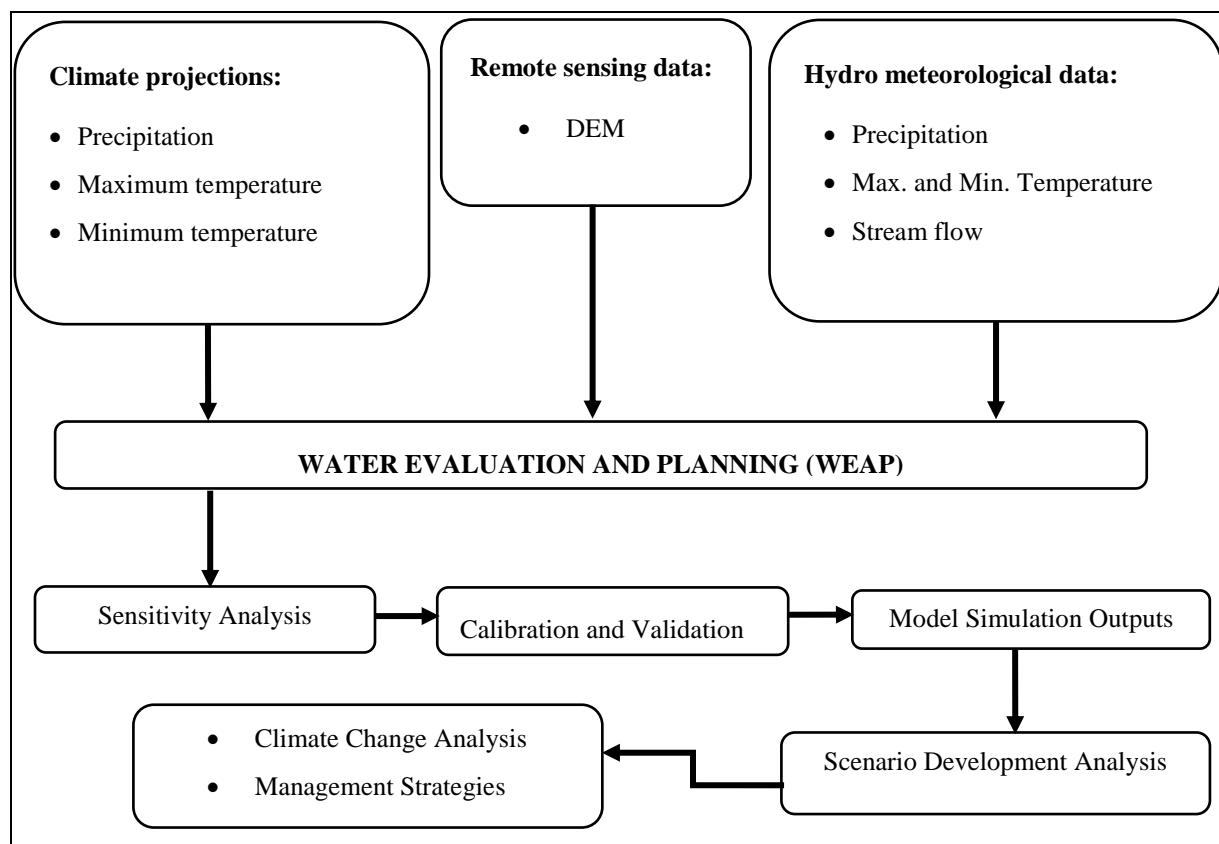 Climate projections:
• Precipitation
• Maximum temperature
• Minimum temperature
Remote sensing data:
• DEM
Hydro meteorological data:
• Precipitation
• Max. and Min. Temperature
• Stream flow
WATER EVALUATION AND PLANNING (WEAP)
Sensitivity Analysis
Calibration and Validation
Model Simulation Outputs
Scenario Development Analysis
• Climate Change Analysis
• Management Strategies